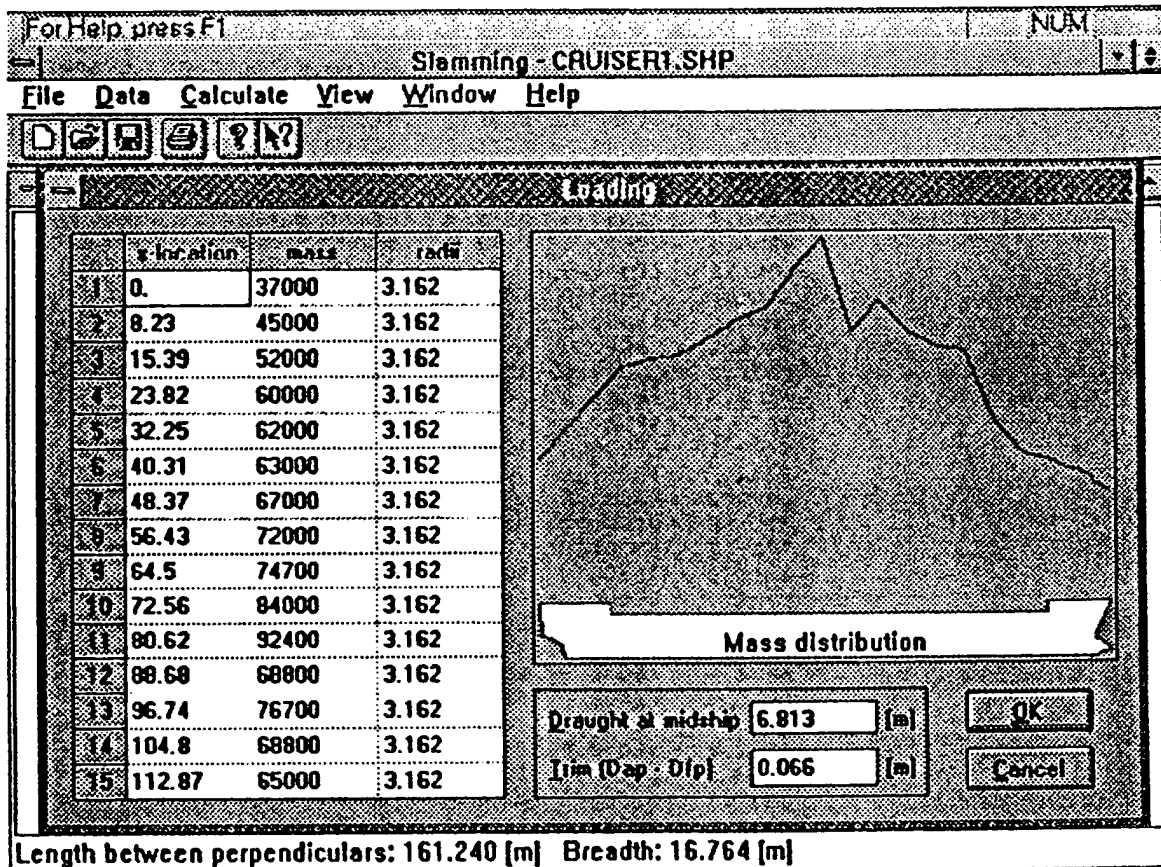 For Help, press F1 NUM
Slamming - CRUISER1.SHP
File Data Calculate View Window Help
Loading
x-location mass radii
1 0. 37000 3.162
2 8.23 45000 3.162
3 15.39 52000 3.162
4 23.82 60000 3.162
5 32.25 62000 3.162
6 40.31 63000 3.162
7 48.37 67000 3.162
8 56.43 72000 3.162
9 64.5 74700 3.162
10 72.56 84000 3.162
11 80.62 92400 3.162
12 88.68 68800 3.162
13 96.74 76700 3.162
14 104.8 68800 3.162
15 112.87 65000 3.162
Mass distribution
Draught at midship 6.813 [m]
Trim (Dap - Dfp) 0.066 [m]
OK
Cancel
Length between perpendiculars: 161.240 [m] Breadth: 16.764 [m]